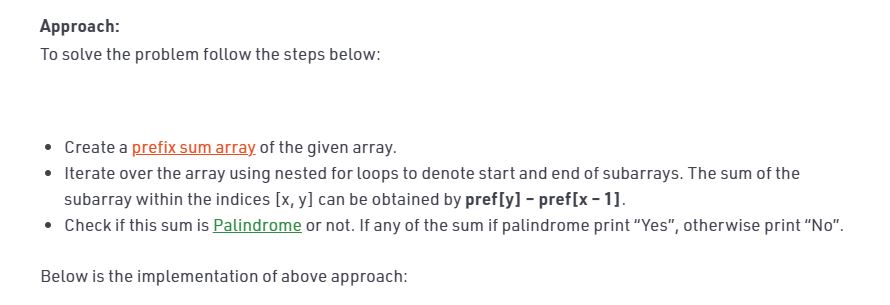 Approach:
To solve the problem follow the steps below:
• Create a prefix sum array of the given array.
• Iterate over the array using nested for loops to denote start and end of subarrays. The sum of the
subarray within the indices [x, y] can be obtained by pref[y] – pref[x – 1].
• Check if this sum is Palindrome or not. If any of the sum if palindrome print “Yes”, otherwise print “No”.
Below is the implementation of above approach: